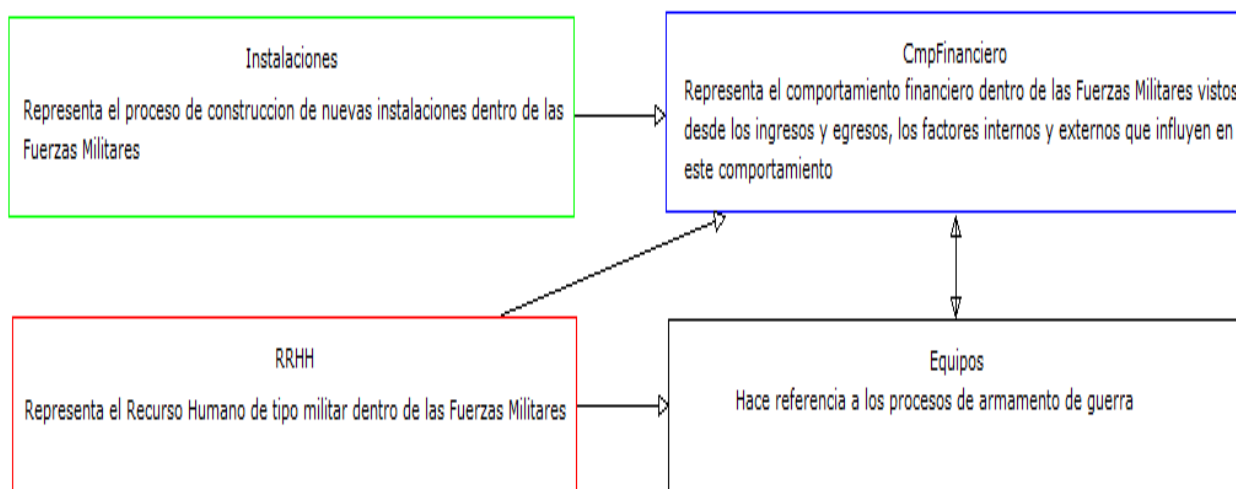 Instalaciones
Representa el proceso de construccion de nuevas instalaciones dentro de las
Fuerzas Militares
CmpFinanciero
Representa el comportamiento financiero dentro de las Fuerzas Militares vistos
desde los ingresos y egresos, los factores internos y externos que influyen en
este comportamiento
RRHH
Representa el Recurso Humano de tipo militar dentro de las Fuerzas Militares
Equipos
Hace referencia a los procesos de armamento de guerra